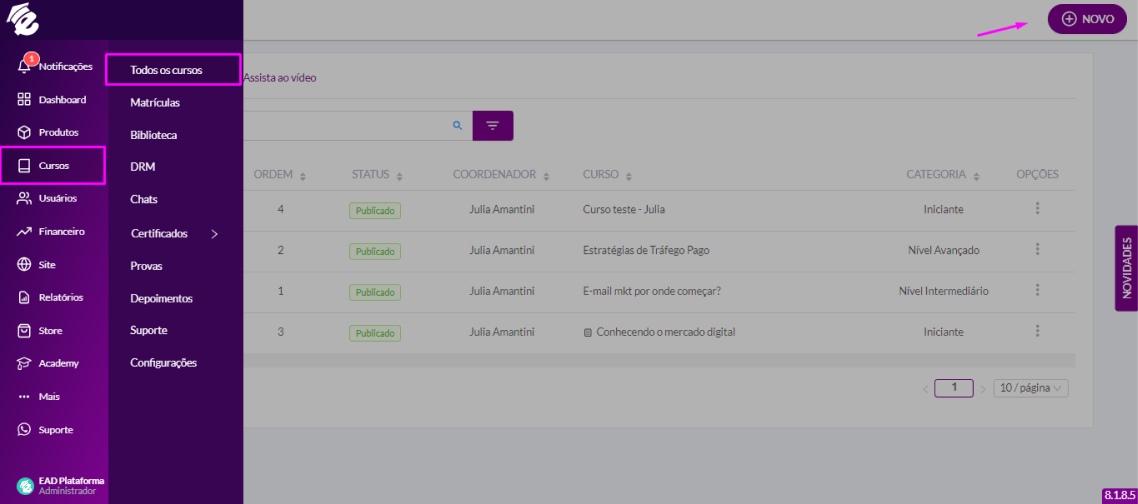 NOVO
1
Notificações
Dashboard
Produtos
Cursos
Usuários
Financeiro
Site
Relatórios
Store
Academy
Mais
Suporte
EAD Plataforma
Administrador
Todos os cursos
Matrículas
Biblioteca
DRM
Chats
Certificados
Provas
Depoimentos
Suporte
Configurações
Assista ao vídeo
ORDEM STATUS COORDENADOR CURSO CATEGORIA OPÇÕES
4 Publicado Julia Amantini Curso teste - Julia Iniciante
2 Publicado Julia Amantini Estratégias de Tráfego Pago Nível Avançado
1 Publicado Julia Amantini E-mail mkt por onde começar? Nível Intermediário
3 Publicado Julia Amantini Conhecendo o mercado digital Iniciante
1 10 / página
NOVIDADES
8.1.8.5